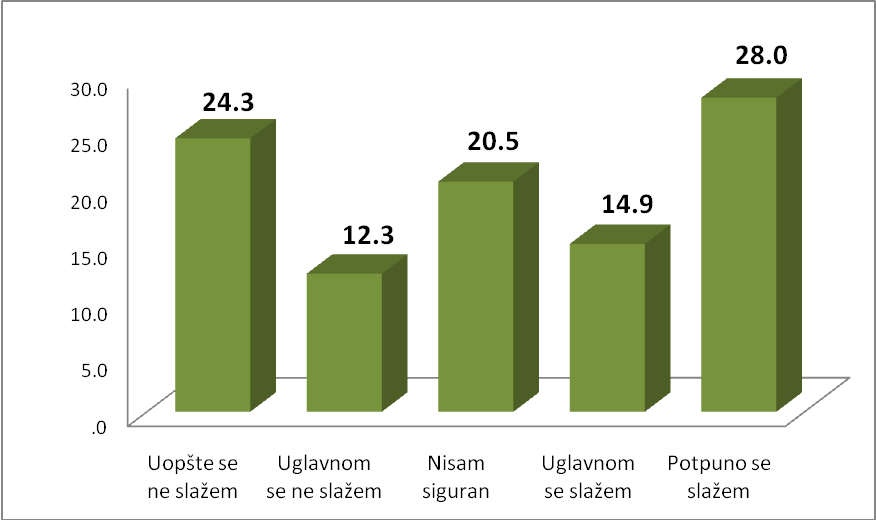 30.0
25.0
20.0
15.0
10.0
5.0
.0
24.3
12.3
20.5
14.9
28.0
Uopšte se
ne slažem
Uglavnom
se ne slažem
Nisam
siguran
Uglavnom
se slažem
Potpuno se
slažem